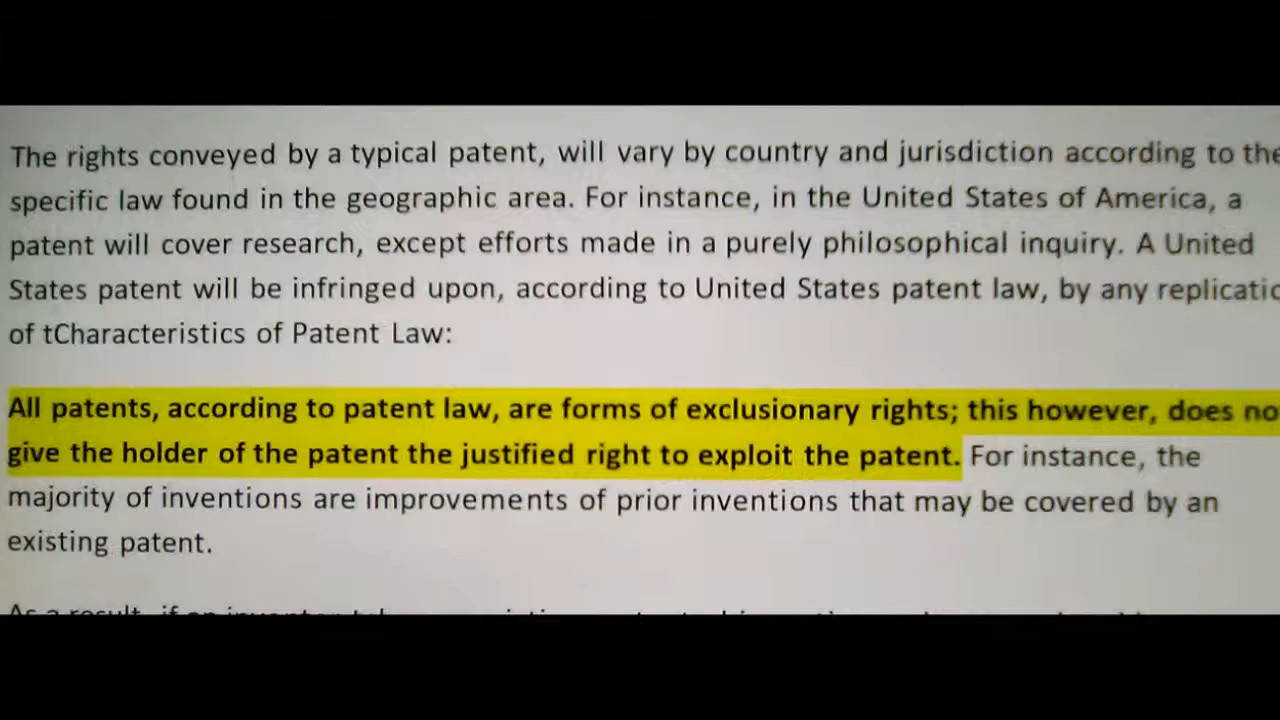 The rights conveyed by a typical patent, will vary by country and jurisdiction according to the
specific law found in the geographic area. For instance, in the United States of America, a
patent will cover research, except efforts made in a purely philosophical inquiry. A United
States patent will be infringed upon, according to United States patent law, by any replicatio
of tCharacteristics of Patent Law:
All patents, according to patent law, are forms of exclusionary rights; this however, does no
give the holder of the patent the justified right to exploit the patent. For instance, the
majority of inventions are improvements of prior inventions that may be covered by an
existing patent.
As a result, if an